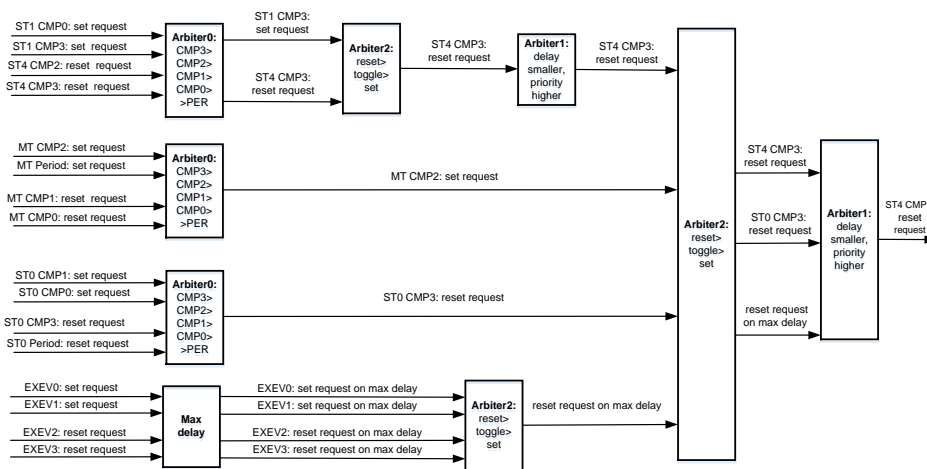 ST1 CMP0: set request
ST1 CMP3: set request
ST4 CMP2: reset request
ST4 CMP3: reset request
Arbiter0:
CMP3>
CMP2>
CMP1>
CMP0>
>PER
ST1 CMP3:
set request
ST4 CMP3:
reset request
Arbiter2:
reset>
toggle>
set
ST4 CMP3:
reset request
Arbiter1:
delay
smaller,
priority
higher
ST4 CMP3:
reset request
MT CMP2: set request
MT Period: set request
MT CMP1: reset request
MT CMP0: reset request
Arbiter0:
CMP3>
CMP2>
CMP1>
CMP0>
>PER
MT CMP2: set request
ST0 CMP1: set request
ST0 CMP0: set request
ST0 CMP3: reset request
ST0 Period: reset request
Arbiter0:
CMP3>
CMP2>
CMP1>
CMP0>
>PER
ST0 CMP3: reset request
EXEV0: set request
EXEV1: set request
EXEV2: reset request
EXEV3: reset request
Max
delay
EXEV0: set request on max delay
EXEV1: set request on max delay
EXEV2: reset request on max delay
EXEV3: reset request on max delay
Arbiter2:
reset>
toggle>
set
reset request on max delay
Arbiter2:
reset>
toggle>
set
ST4 CMP3:
reset request
ST0 CMP3:
reset request
reset request
on max delay
Arbiter1:
delay
smaller,
priority
higher
ST4
reset
request